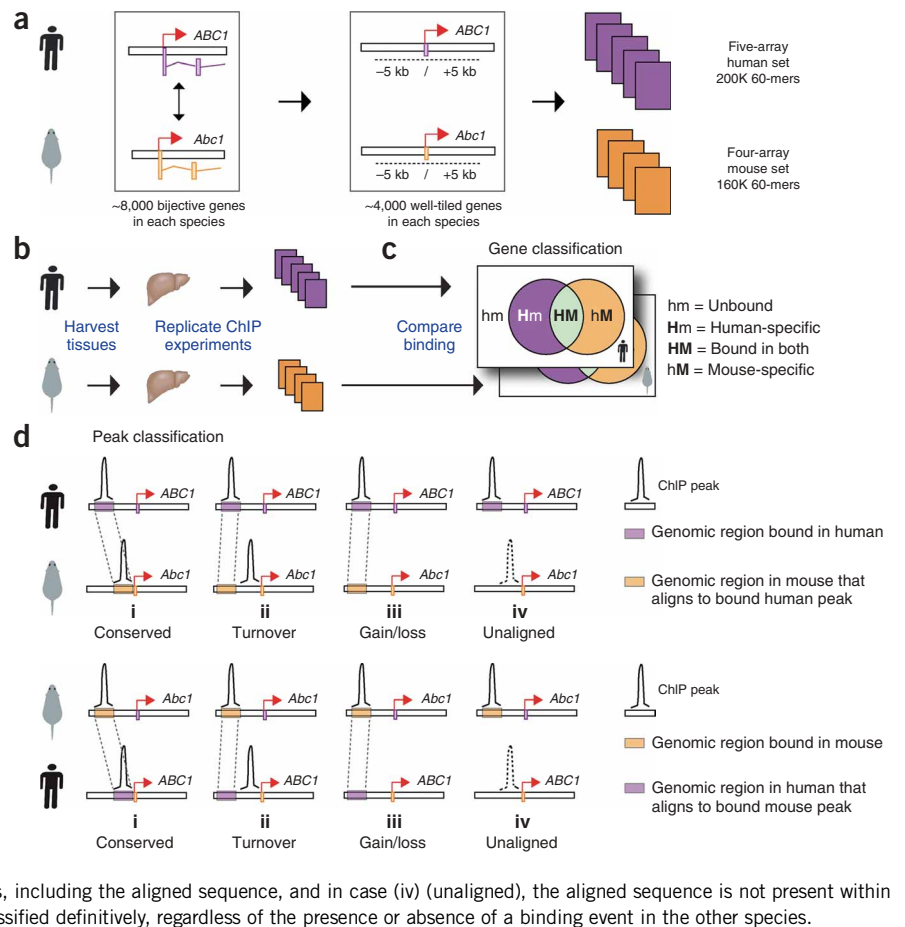 a
ABC1
Abc1
~8,000 bijective genes
in each species
ABC1
–5 kb / +5 kb
Abc1
–5 kb / +5 kb
~4,000 well-tiled genes
in each species
Five-array
human set
200K 60-mers
Four-array
mouse set
160K 60-mers
b
Harvest
tissues
Replicate ChIP
experiments
c
Compare
binding
Gene classification
hm Hm HM hM
hm = Unbound
Hm = Human-specific
HM = Bound in both
hM = Mouse-specific
d
Peak classification
ABC1 ABC1 ABC1 ABC1
Abc1 Abc1 Abc1 Abc1
i ii iii iv
Conserved Turnover Gain/loss Unaligned
ChIP peak
Genomic region bound in human
Genomic region in mouse that
aligns to bound human peak
Abc1 Abc1 Abc1 Abc1
ABC1 ABC1 ABC1 ABC1
i ii iii iv
Conserved Turnover Gain/loss Unaligned
ChIP peak
Genomic region bound in mouse
Genomic region in human that
aligns to bound mouse peak
including the aligned sequence, and in case (iv) (unaligned), the aligned sequence is not present within
definitively, regardless of the presence or absence of a binding event in the other species.